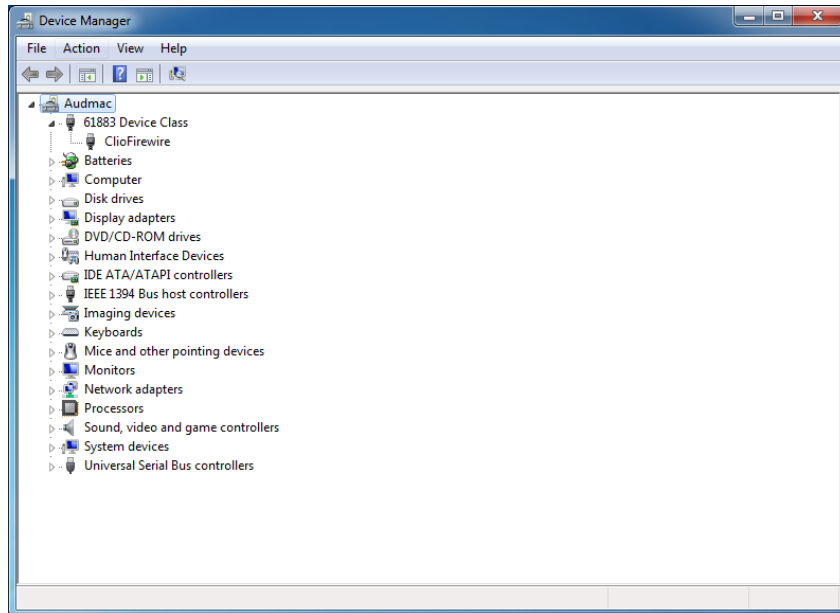 Device Manager
File Action View Help
Audmac
61883 Device Class
ClioFirewire
Batteries
Computer
Disk drives
Display adapters
DVD/CD-ROM drives
Human Interface Devices
IDE ATA/ATAPI controllers
IEEE 1394 Bus host controllers
Imaging devices
Keyboards
Mice and other pointing devices
Monitors
Network adapters
Processors
Sound, video and game controllers
System devices
Universal Serial Bus controllers